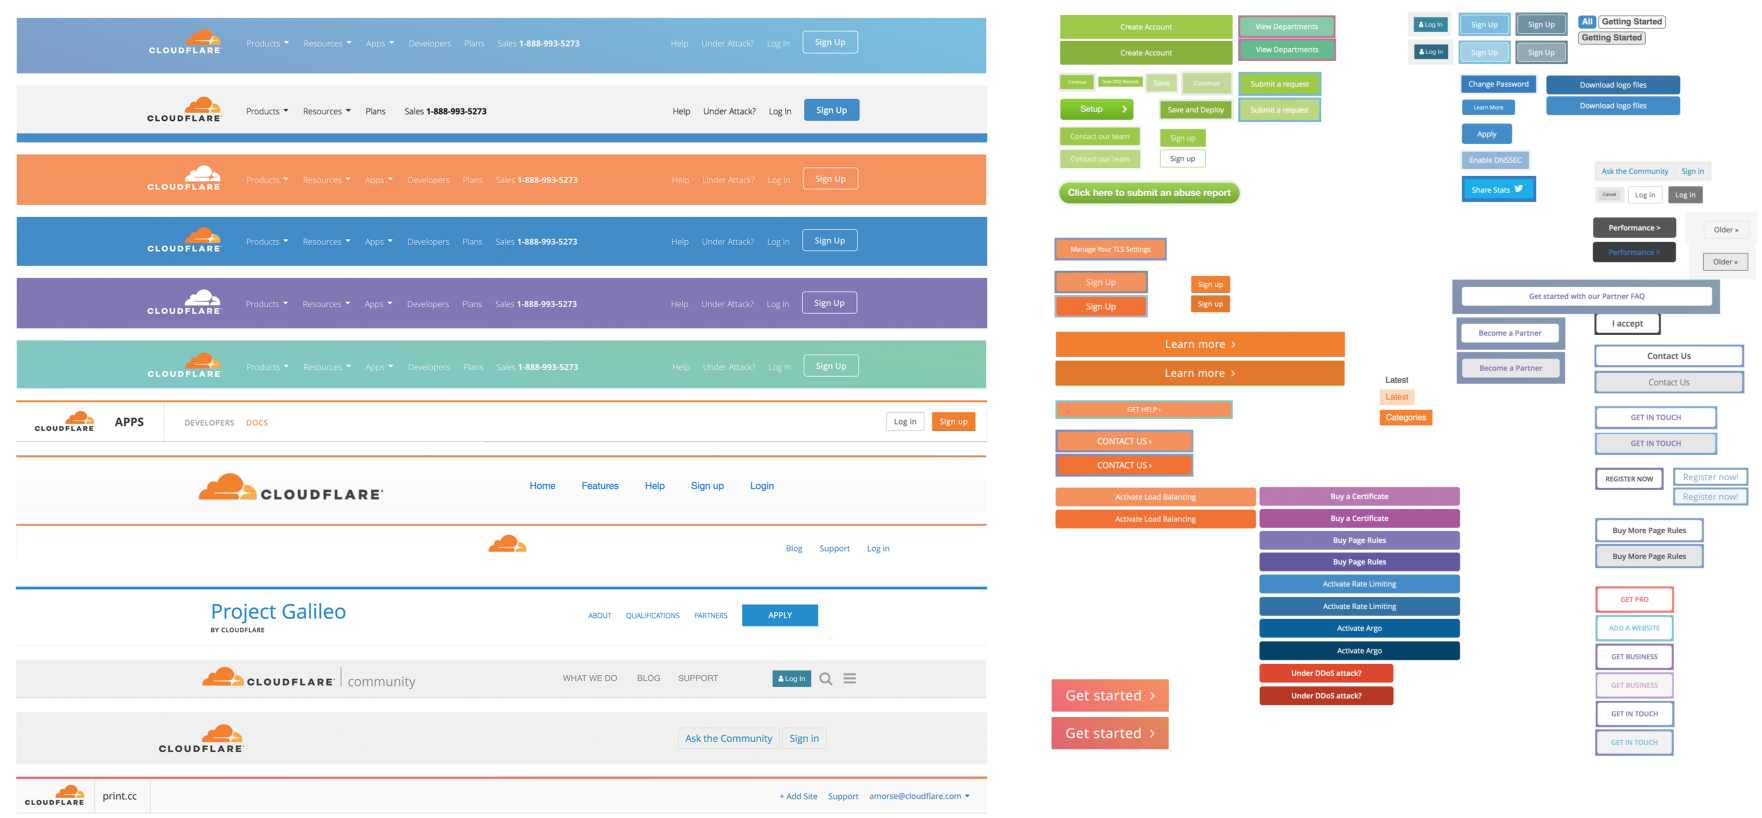 CLOUDFLARE Products Resources Apps Developers Plans Sales 1-888-993-5273 Help Under Attack? Log In Sign Up
CLOUDFLARE Products Resources Plans Sales 1-888-993-5273 Help Under Attack? Log In Sign Up
CLOUDFLARE Products Resources Apps Developers Plans Sales 1-888-993-5273 Help Under Attack? Log In Sign Up
CLOUDFLARE Products Resources Apps Developers Plans Sales 1-888-993-5273 Help Under Attack? Log In Sign Up
CLOUDFLARE Products Resources Apps Developers Plans Sales 1-888-993-5273 Help Under Attack? Log In Sign Up
CLOUDFLARE Products Resources Apps Developers Plans Sales 1-888-993-5273 Help Under Attack? Log In Sign Up
CLOUDFLARE APPS DEVELOPERS DOCS Log in Sign up
CLOUDFLARE Home Features Help Sign up Login
Blog Support Log in
Project Galileo ABOUT QUALIFICATIONS PARTNERS APPLY
BY CLOUDFLARE
CLOUDFLARE community WHAT WE DO BLOG SUPPORT Log In
CLOUDFLARE Ask the Community Sign in
CLOUDFLARE print.cc + Add Site Support amorse@cloudflare.com
Create Account View Departments
Create Account View Departments
Continue Scan DNS Records Save Continue Submit a request
Setup > Save and Deploy Submit a request
Contact our team Sign up
Contact our team Sign up
Click here to submit an abuse report
Manage Your TLS Settings
Sign Up Sign up
Sign Up Sign up
Learn more >
Learn more >
GET HELP ›
CONTACT US ›
CONTACT US ›
Latest
Latest
Categories
Activate Load Balancing Buy a Certificate
Activate Load Balancing Buy a Certificate
Buy Page Rules
Buy Page Rules
Activate Rate Limiting
Activate Rate Limiting
Activate Argo
Activate Argo
Under DDoS attack?
Under DDoS attack?
Get started >
Get started >
Log In Sign Up Sign Up All Getting Started
Getting Started
Log In Sign Up Sign Up
Change Password Download logo files
Learn More Download logo files
Apply
Enable DNSSEC
Share Stats
Ask the Community Sign in
Cancel Log in Log in
Performance > Older »
Performance > Older »
Get started with our Partner FAQ
I accept
Become a Partner
Become a Partner
Contact Us
Contact Us
GET IN TOUCH
GET IN TOUCH
REGISTER NOW Register now!
Register now!
Buy More Page Rules
Buy More Page Rules
GET PRO
ADD A WEBSITE
GET BUSINESS
GET BUSINESS
GET IN TOUCH
GET IN TOUCH